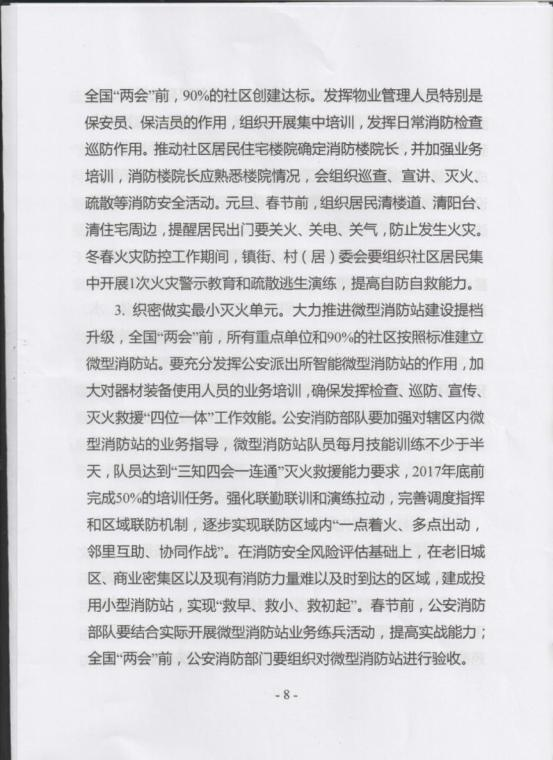 全国“两会”前，90%的社区创建达标。发挥物业管理人员特别是
保安员、保洁员的作用，组织开展集中培训，发挥日常消防检查
巡防作用。推动社区居民住宅楼院确定消防楼院长，并加强业务
培训，消防楼院长应熟悉楼院情况，会组织巡查、宣讲、灭火、
疏散等消防安全活动。元旦、春节前，组织居民清楼道、清阳台、
清住宅周边，提醒居民出门要关火、关电、关气，防止发生火灾。
冬春火灾防控工作期间，镇街、村（居）委会要组织社区居民集
中开展1次火灾警示教育和疏散逃生演练，提高自防自救能力。
3. 织密做实最小灭火单元。大力推进微型消防站建设提档
升级，全国“两会”前，所有重点单位和90%的社区按照标准建立
微型消防站。要充分发挥公安派出所智能微型消防站的作用，加
大对器材装备使用人员的业务培训，确保发挥检查、巡防、宣传、
灭火救援“四位一体”工作效能。公安消防部队要加强对辖区内微
型消防站的业务指导，微型消防站队员每月技能训练不少于半
天，队员达到“三知四会一连通”灭火救援能力要求，2017年底前
完成50%的培训任务。强化联勤联训和演练拉动，完善调度指挥
和区域联防机制，逐步实现联防区域内“一点着火、多点出动，
邻里互助、协同作战”。在消防安全风险评估基础上，在老旧城
区、商业密集区以及现有消防力量难以及时到达的区域，建成投
用小型消防站，实现“救早、救小、救初起”。春节前，公安消防
部队要结合实际开展微型消防站业务练兵活动，提高实战能力；
全国“两会”前，公安消防部门要组织对微型消防站进行验收。
- 8 -